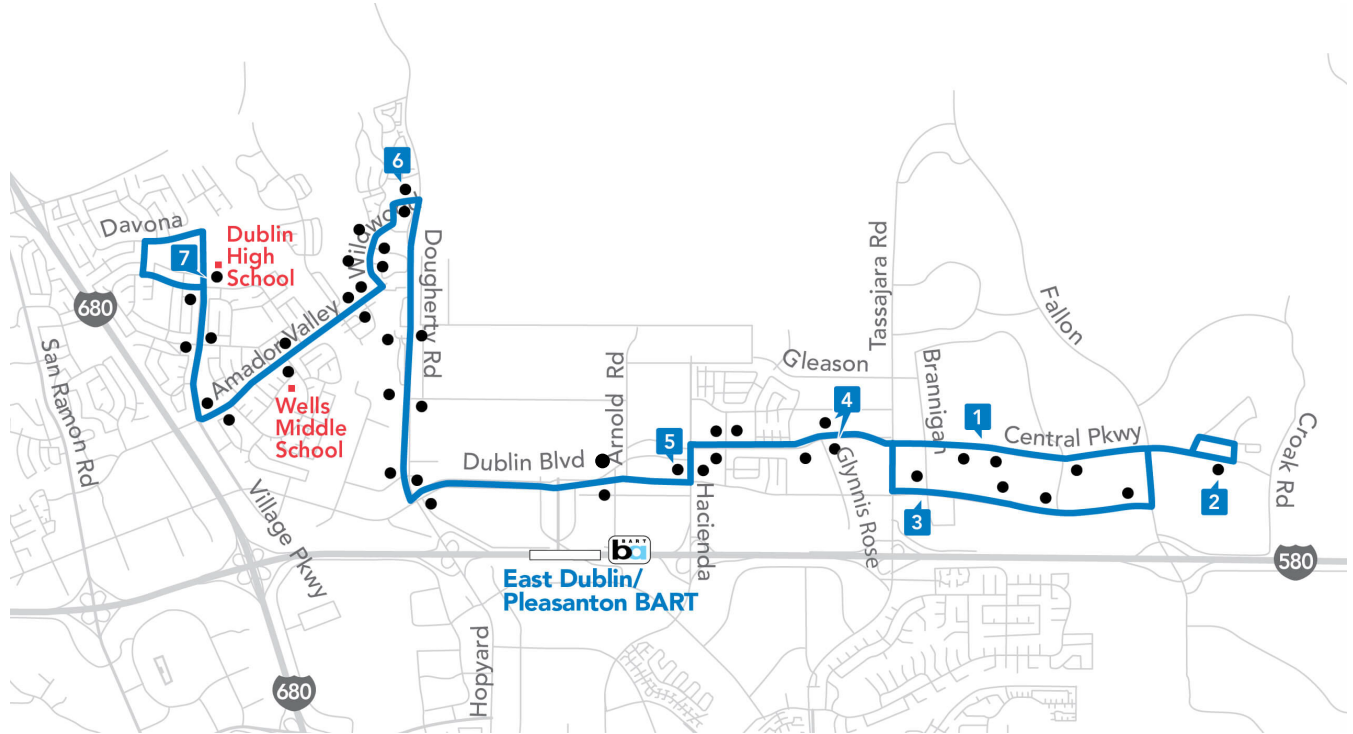 6
Davona
Wildwood
Dublin
High
School
7
Dougherty Rd
Tassajara Rd
Fallon
680
San Ramon Rd
Amador Valley
Gleason
Brannigan
Arnold Rd
Wells
Middle
School
4
1
Central Pkwy
Croak Rd
5
Dublin Blvd
Glynnis Rose
Hacienda
3
2
Village Pkwy
BART
ba
580
East Dublin/
Pleasanton BART
Hopyard
680